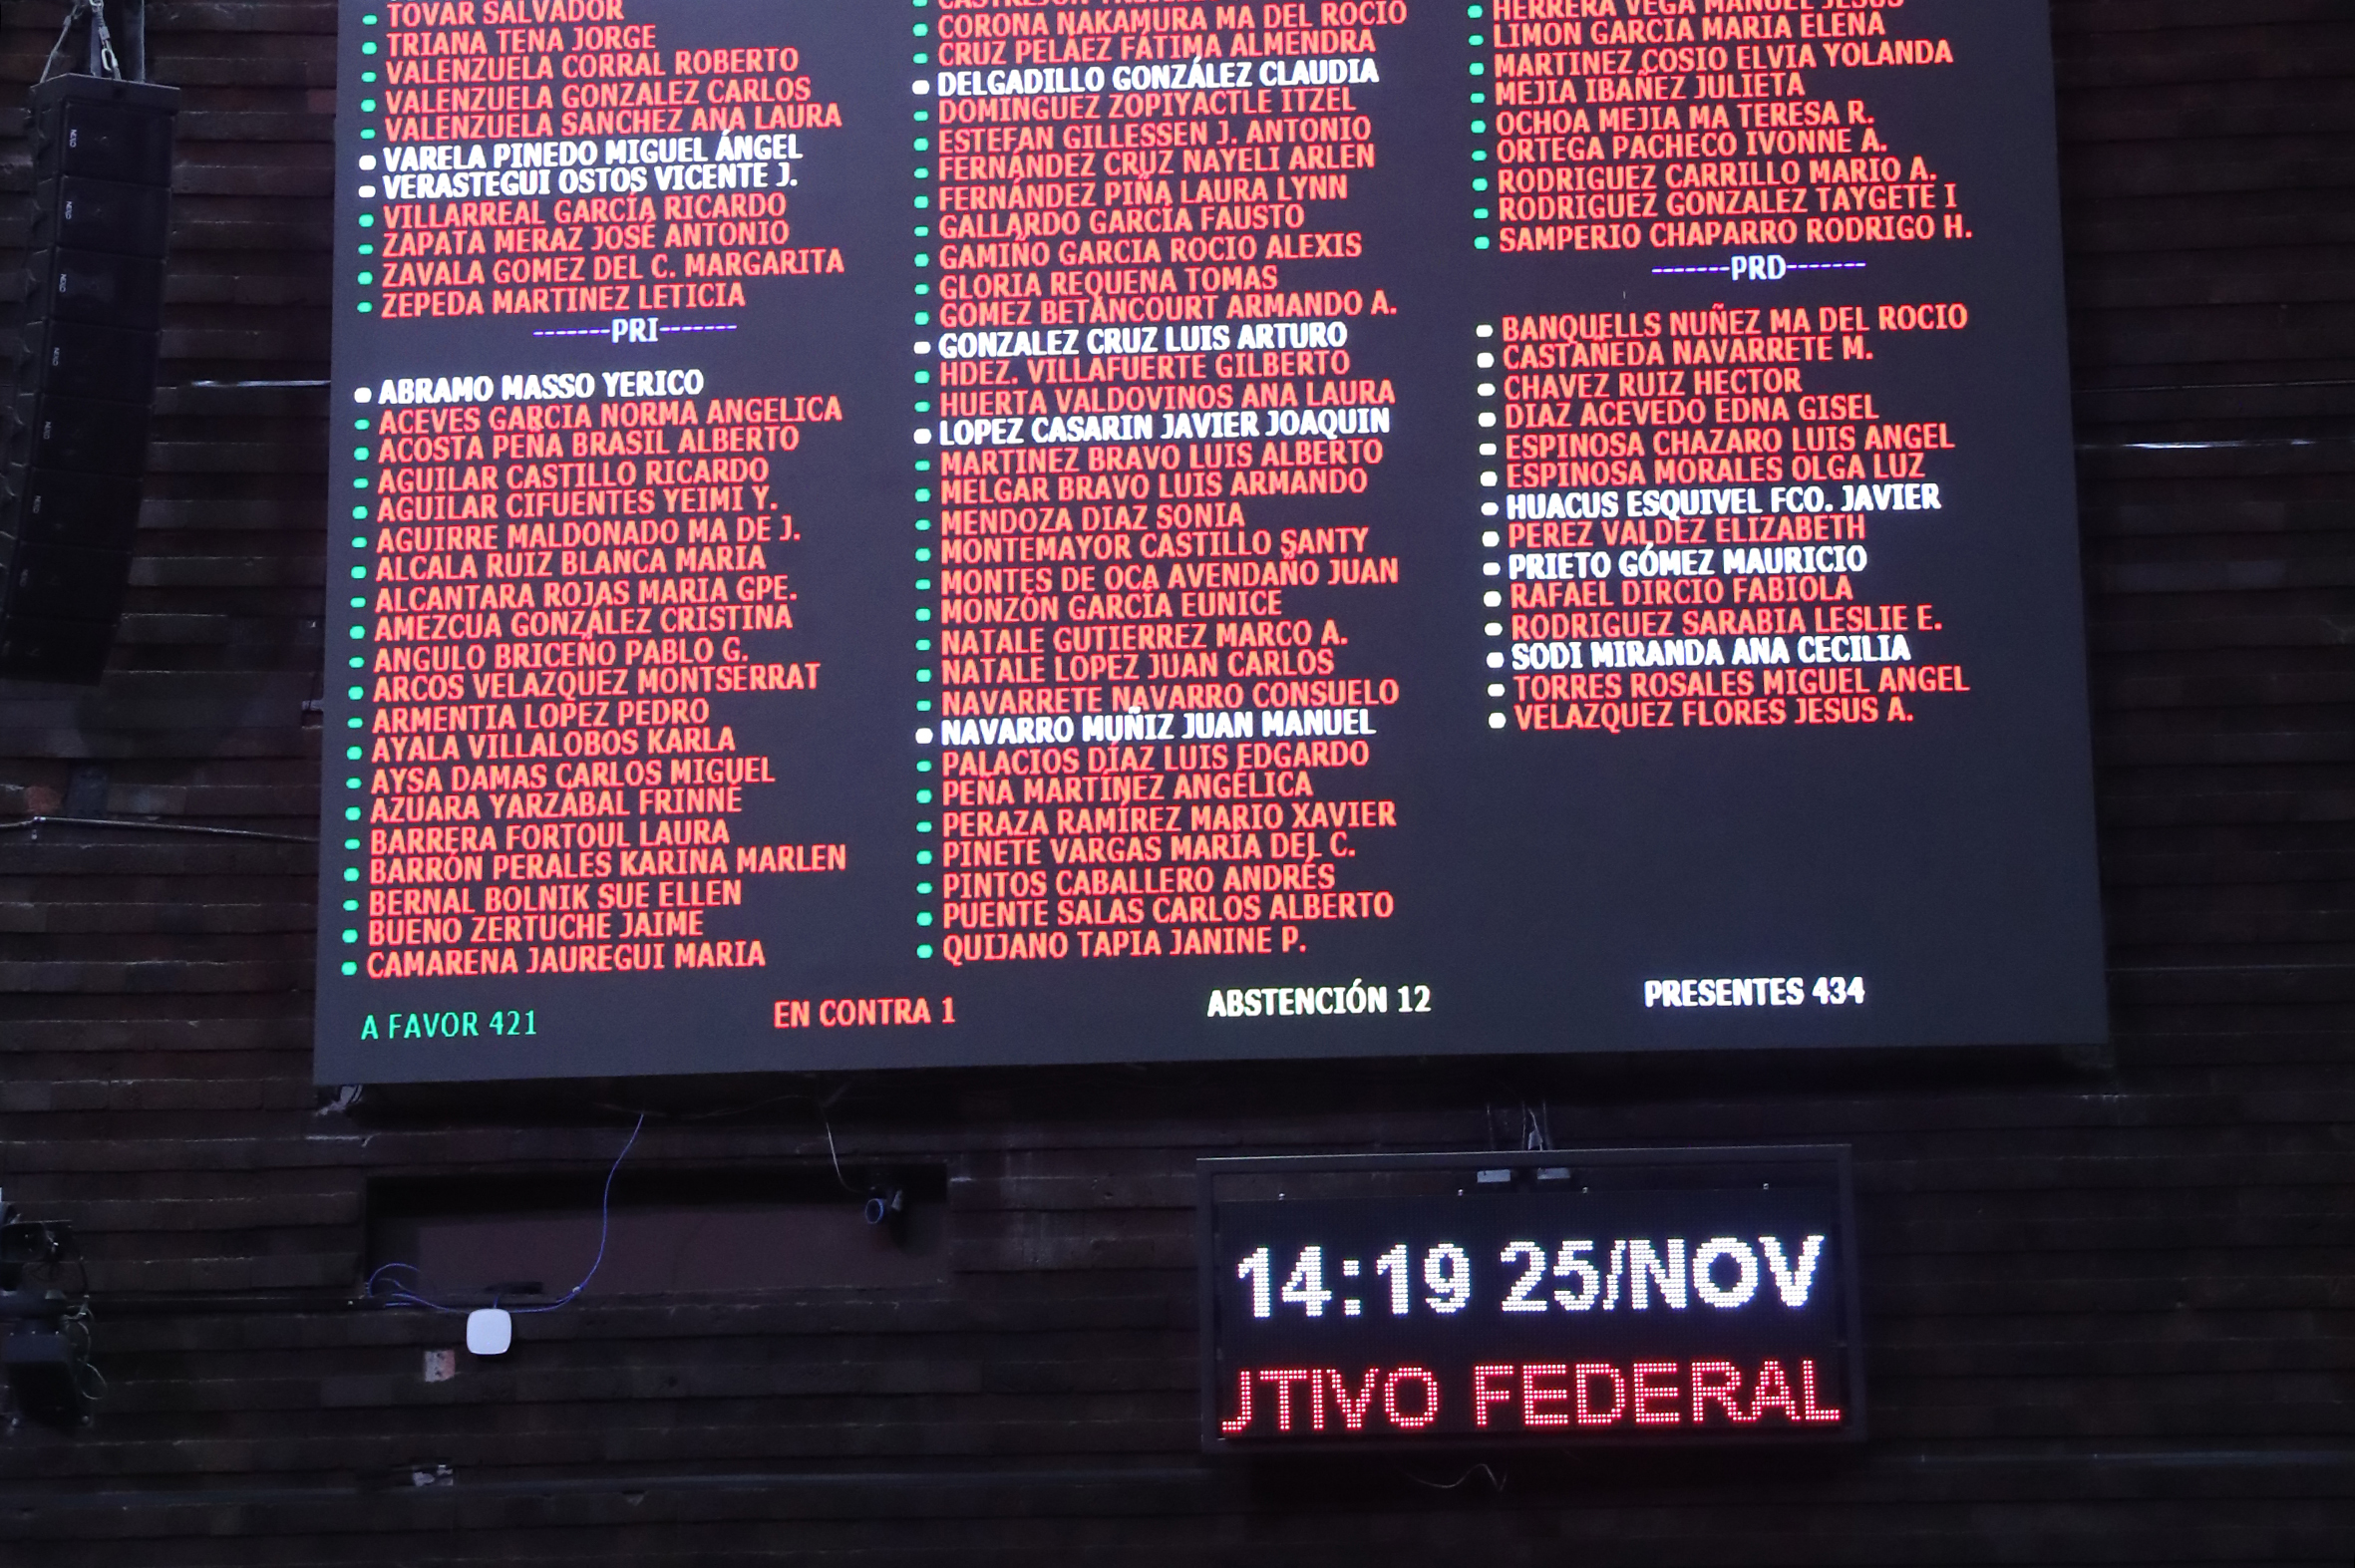 TOVAR SALVADOR
TRIANA TENA JORGE
VALENZUELA CORRAL ROBERTO
VALENZUELA GONZALEZ CARLOS
VALENZUELA SANCHEZ ANA LAURA
VARELA PINEDO MIGUEL ÁNGEL
VERASTEGUI OSTOS VICENTE J.
VILLARREAL GARCÍA RICARDO
ZAPATA MERAZ JOSÉ ANTONIO
ZAVALA GOMEZ DEL C. MARGARITA
ZEPEDA MARTINEZ LETICIA
-------PRI-------
ABRAMO MASSO YERICO
ACEVES GARCIA NORMA ANGELICA
ACOSTA PEÑA BRASIL ALBERTO
AGUILAR CASTILLO RICARDO
AGUILAR CIFUENTES YEIMI Y.
AGUIRRE MALDONADO MA DE J.
ALCALA RUIZ BLANCA MARIA
ALCANTARA ROJAS MARIA GPE.
AMEZCUA GONZÁLEZ CRISTINA
ANGULO BRICEÑO PABLO G.
ARCOS VELAZQUEZ MONTSERRAT
ARMENTIA LOPEZ PEDRO
AYALA VILLALOBOS KARLA
AYSA DAMAS CARLOS MIGUEL
AZUARA YARZÁBAL FRINNÉ
BARRERA FORTOUL LAURA
BARRÓN PERALES KARINA MARLEN
BERNAL BOLNIK SUE ELLEN
BUENO ZERTUCHE JAIME
CAMARENA JAUREGUI MARIA
CORONA NAKAMURA MA DEL ROCIO
CRUZ PELÁEZ FÁTIMA ALMENDRA
DELGADILLO GONZÁLEZ CLAUDIA
DOMINGUEZ ZOPIYACTLE ITZEL
ESTEFAN GILLESSEN J. ANTONIO
FERNÁNDEZ CRUZ NAYELI ARLEN
FERNÁNDEZ PIÑA LAURA LYNN
GALLARDO GARCÍA FAUSTO
GAMIÑO GARCIA ROCIO ALEXIS
GLORIA REQUENA TOMAS
GOMEZ BETANCOURT ARMANDO A.
GONZALEZ CRUZ LUIS ARTURO
HDEZ. VILLAFUERTE GILBERTO
HUERTA VALDOVINOS ANA LAURA
LOPEZ CASARIN JAVIER JOAQUIN
MARTINEZ BRAVO LUIS ALBERTO
MELGAR BRAVO LUIS ARMANDO
MENDOZA DIAZ SONIA
MONTEMAYOR CASTILLO SANTY
MONTES DE OCA AVENDAÑO JUAN
MONZÓN GARCÍA EUNICE
NATALE GUTIERREZ MARCO A.
NATALE LOPEZ JUAN CARLOS
NAVARRETE NAVARRO CONSUELO
NAVARRO MUÑIZ JUAN MANUEL
PALACIOS DÍAZ LUIS EDGARDO
PEÑA MARTÍNEZ ANGÉLICA
PERAZA RAMÍREZ MARIO XAVIER
PINETE VARGAS MARÍA DEL C.
PINTOS CABALLERO ANDRÉS
PUENTE SALAS CARLOS ALBERTO
QUIJANO TAPIA JANINE P.
HERRERA VEGA MANUEL JESUS
LIMON GARCIA MARIA ELENA
MARTINEZ COSIO ELVIA YOLANDA
MEJIA IBAÑEZ JULIETA
OCHOA MEJIA MA TERESA R.
ORTEGA PACHECO IVONNE A.
RODRIGUEZ CARRILLO MARIO A.
RODRIGUEZ GONZALEZ TAYGETE I
SAMPERIO CHAPARRO RODRIGO H.
-------PRD-------
BANQUELLS NUÑEZ MA DEL ROCIO
CASTAÑEDA NAVARRETE M.
CHAVEZ RUIZ HECTOR
DIAZ ACEVEDO EDNA GISEL
ESPINOSA CHAZARO LUIS ANGEL
ESPINOSA MORALES OLGA LUZ
HUACUS ESQUIVEL FCO. JAVIER
PEREZ VALDEZ ELIZABETH
PRIETO GÓMEZ MAURICIO
RAFAEL DIRCIO FABIOLA
RODRIGUEZ SARABIA LESLIE E.
SODI MIRANDA ANA CECILIA
TORRES ROSALES MIGUEL ANGEL
VELAZQUEZ FLORES JESUS A.
A FAVOR 421
EN CONTRA 1
ABSTENCIÓN 12
PRESENTES 434
14:19 25/NOV
JTIVO FEDERAL